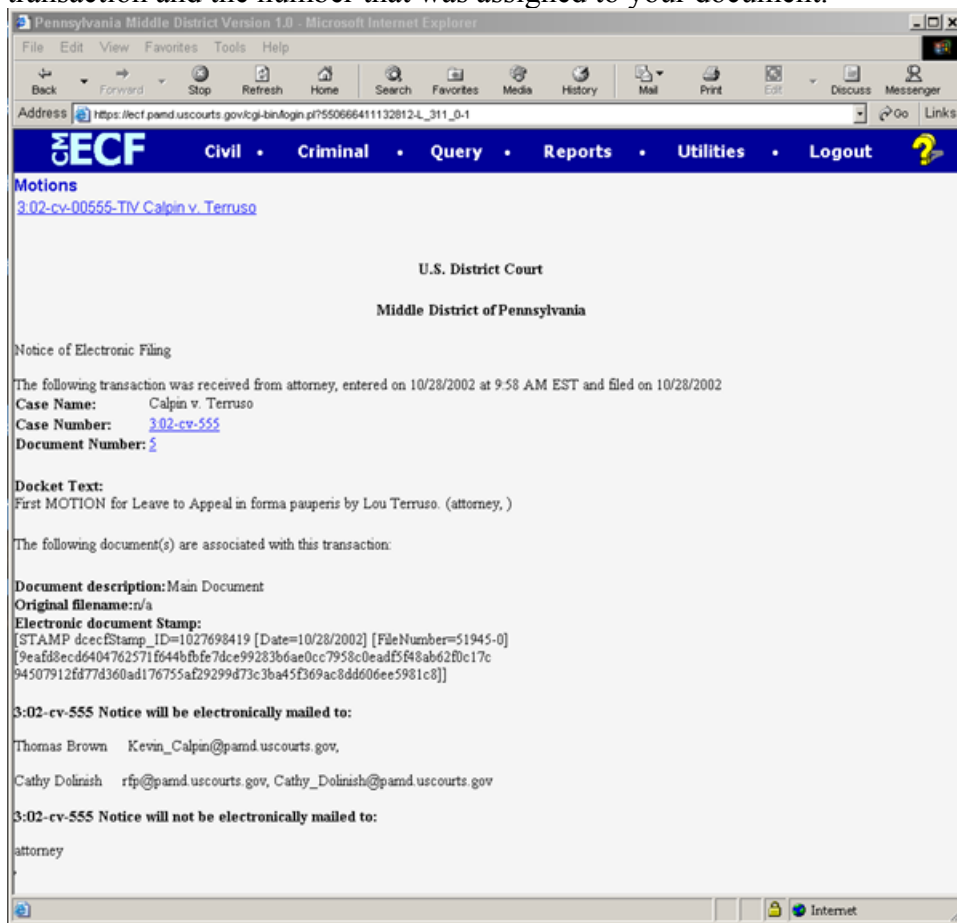 transaction and the number that was assigned to your document.
Pennsylvania Middle District Version 1.0 - Microsoft Internet Explorer
File Edit View Favorites Tools Help
Back Forward Stop Refresh Home Search Favorites Media History Mail Print Edit Discuss Messenger
Address https://ecf.pamd.uscourts.gov/cgi-bin/login.pl?550666411132812-L_311_0-1 Go Links
CM ECF Civil • Criminal • Query • Reports • Utilities • Logout ?
Motions
3:02-cv-00555-TIV Calpin v. Terruso
U.S. District Court
Middle District of Pennsylvania
Notice of Electronic Filing
The following transaction was received from attorney, entered on 10/28/2002 at 9:58 AM EST and filed on 10/28/2002
Case Name: Calpin v. Terruso
Case Number: 3:02-cv-555
Document Number: 5
Docket Text:
First MOTION for Leave to Appeal in forma pauperis by Lou Terruso. (attorney, )
The following document(s) are associated with this transaction:
Document description:Main Document
Original filename:n/a
Electronic document Stamp:
[STAMP dcecfStamp_ID=1027698419 [Date=10/28/2002] [FileNumber=51945-0]
[9eafd8ecd6404762571f644bfbfe7dce99283b6ae0cc7958c0eadf5f48ab62f0c17c
94507912fd77d360ad176755af29299d73c3ba45f369ac8dd606ee5981c8]]
3:02-cv-555 Notice will be electronically mailed to:
Thomas Brown Kevin_Calpin@pamd.uscourts.gov,
Cathy Dolinish rfp@pamd.uscourts.gov, Cathy_Dolinish@pamd.uscourts.gov
3:02-cv-555 Notice will not be electronically mailed to:
attorney
,
Internet